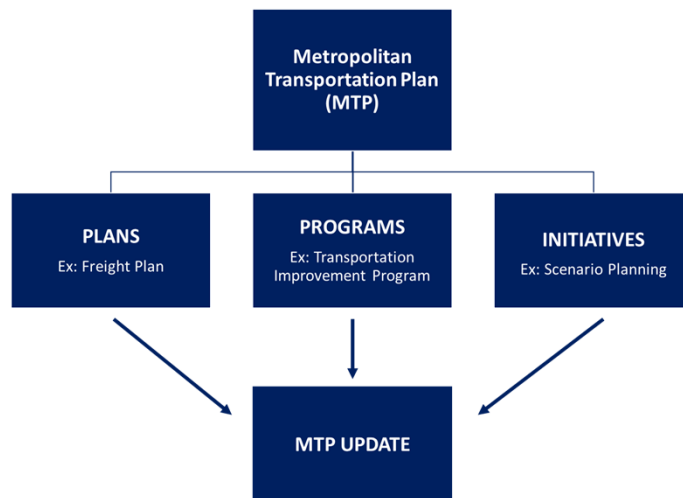 Metropolitan
Transportation Plan
(MTP)
PLANS
Ex: Freight Plan
PROGRAMS
Ex: Transportation
Improvement Program
INITIATIVES
Ex: Scenario Planning
MTP UPDATE